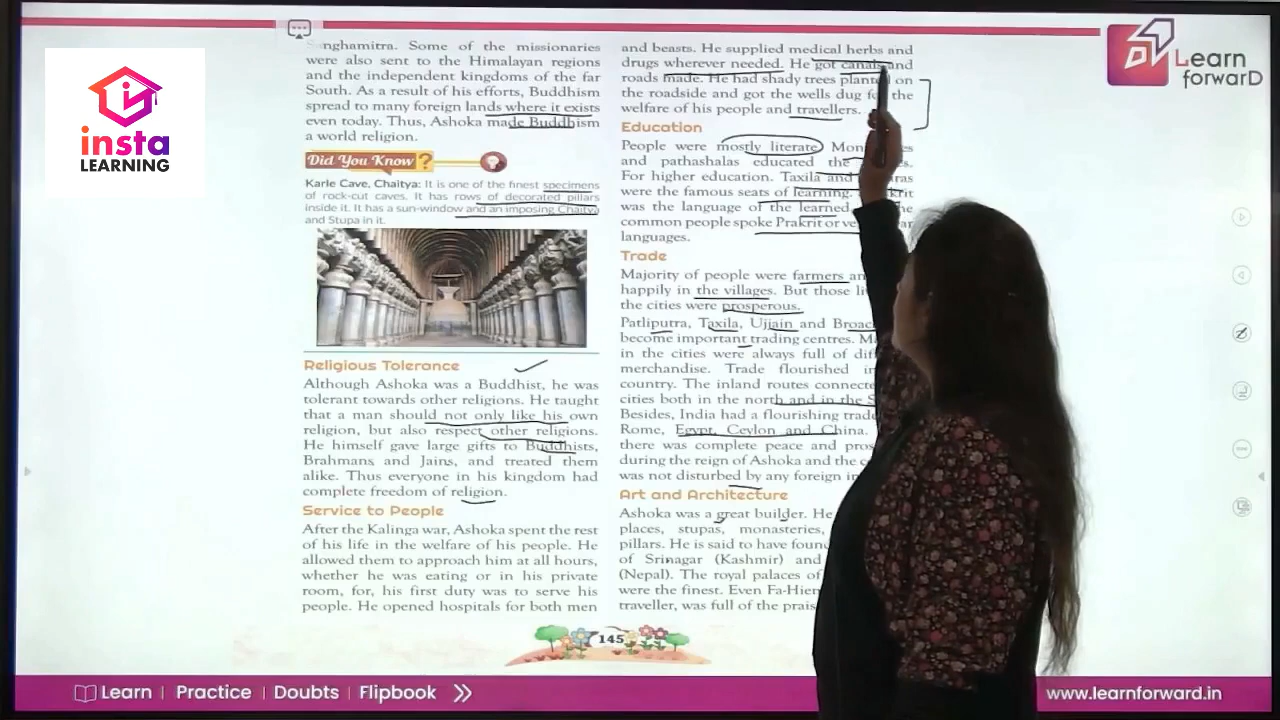 insta
LEARNING
Learn
forwarD
nghamitra. Some of the missionaries
were also sent to the Himalayan regions
and the independent kingdoms of the far
South. As a result of his efforts, Buddhism
spread to many foreign lands where it exists
even today. Thus, Ashoka made Buddhism
a world religion.
Did You Know ?
Karle Cave, Chaitya: It is one of the finest specimens
of rock-cut caves. It has rows of decorated pillars
inside it. It has a sun-window and an imposing Chaitya
and Stupa in it.
Religious Tolerance
Although Ashoka was a Buddhist, he was
tolerant towards other religions. He taught
that a man should not only like his own
religion, but also respect other religions.
He himself gave large gifts to Buddhists,
Brahmans and Jains, and treated them
alike. Thus everyone in his kingdom had
complete freedom of religion.
Service to People
After the Kalinga war, Ashoka spent the rest
of his life in the welfare of his people. He
allowed them to approach him at all hours,
whether he was eating or in his private
room, for, his first duty was to serve his
people. He opened hospitals for both men
and beasts. He supplied medical herbs and
drugs wherever needed. He got canals and
roads made. He had shady trees planted on
the roadside and got the wells dug the
welfare of his people and travellers.
Education
People were mostly literate
and pathashalas educated the
For higher education. Taxila and
were the famous seats of learning.
was the language of the learned
common people spoke Prakrit or
languages.
Trade
Majority of people were farmers
happily in the villages. But those
the cities were prosperous.
Patliputra, Taxila, Ujjain and Broac
become important trading centres.
in the cities were always full of
merchandise. Trade flourished
country. The inland routes
cities both in the north and in the
Besides, India had a flourishing trade
Rome, Egypt, Ceylon and China.
there was complete peace and
during the reign of Ashoka and the
was not disturbed by any foreign
Art and Architecture
Ashoka was a great builder. He
places, stupas, monasteries,
pillars. He is said to have
of Srinagar (Kashmir) and
(Nepal). The royal palaces of
were the finest. Even Fa-Hien
traveller, was full of the
145
Learn | Practice | Doubts | Flipbook
www.learnforward.in